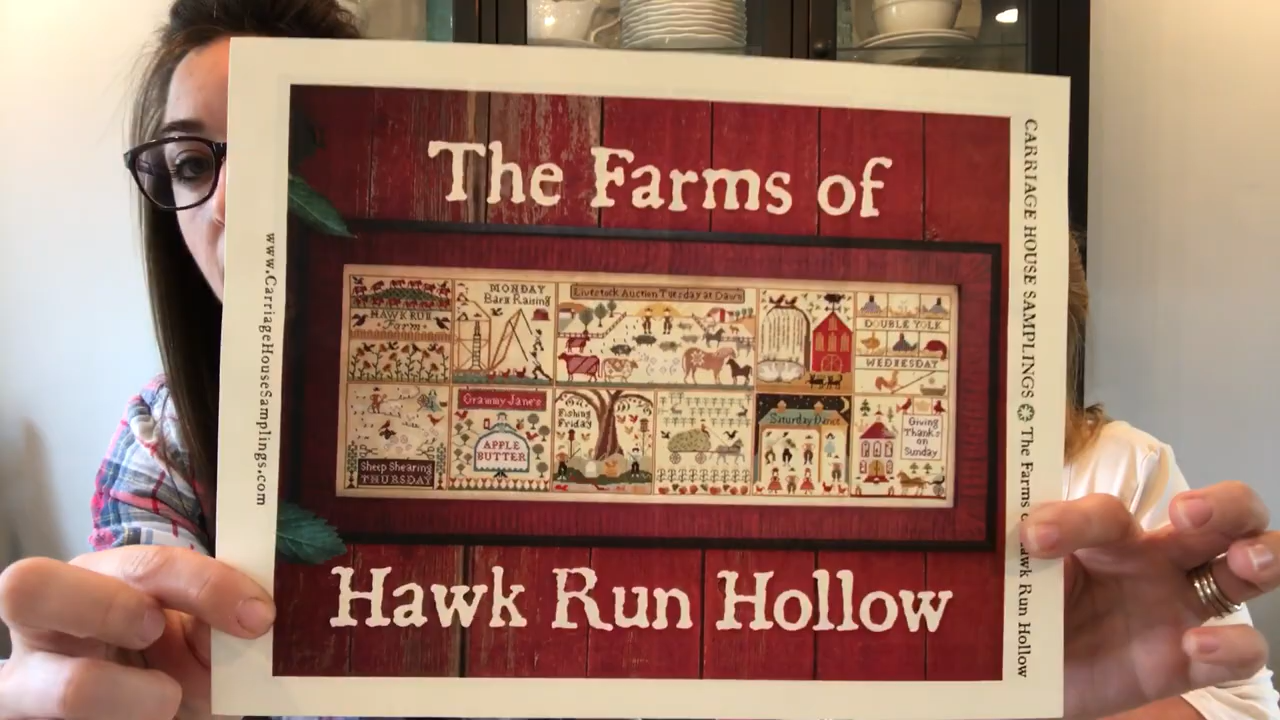 The Farms of
HAWK RUN
Farm
MONDAY
Barn Raising
Livestock Auction Tuesday at Dawn
DOUBLE YOLK
WEDNESDAY
Sheep Shearing
THURSDAY
Grammy Jane's
APPLE
BUTTER
Gone
Fishing
Friday
Saturday Dance
Giving
Thanks
on
Sunday
Hawk Run Hollow
www.CarriageHouseSamplings.com
CARRIAGE HOUSE SAMPLINGS The Farms Hawk Run Hollow